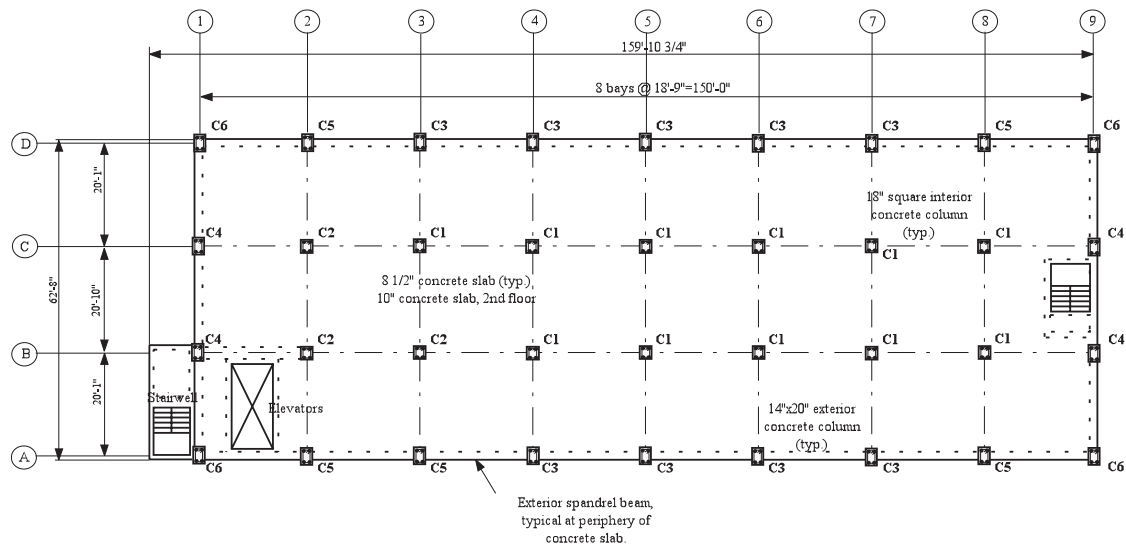 1 2 3 4 5 6 7 8 9
159'-10 3/4"
8 bays @ 18'-9"=150'-0"
C6 C5 C3 C3 C3 C3 C3 C5 C6
D
20'-1"
18" square interior
concrete column
(typ.)
C4 C2 C1 C1 C1 C1 C1 C1 C4
C
8 1/2" concrete slab (typ.)
10" concrete slab, 2nd floor
62'-8"
20'-10"
C4 C2 C2 C1 C1 C1 C1 C1 C4
B
20'-1"
Stairwell
Elevators
14"x20" exterior
concrete column
(typ.)
A
C6 C5 C5 C3 C3 C3 C3 C5 C6
Exterior spandrel beam,
typical at periphery of
concrete slab.